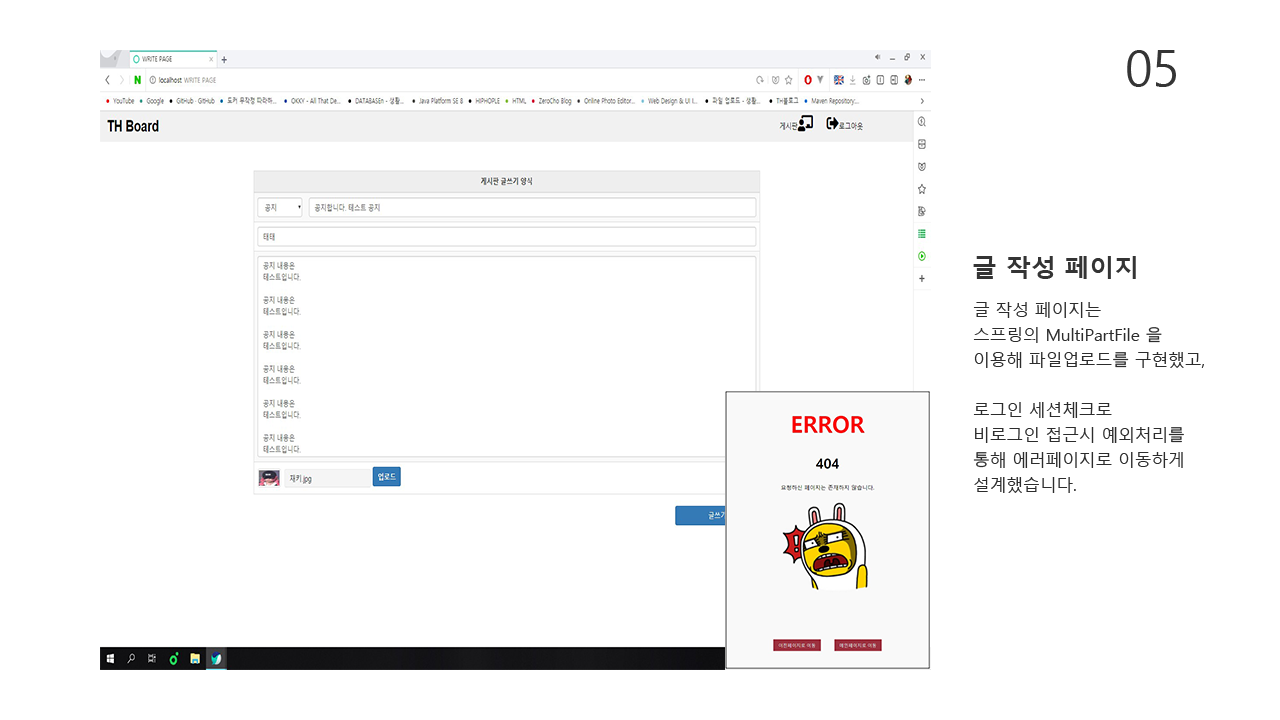 05
WRITE PAGE
localhost WRITE PAGE
YouTube Google GitHub · GitHub 도커 무작정 따라하... OKKY - All That De... DATABASEn - 생활... Java Platform SE 8 HIPHOPLE HTML ZeroCho Blog Online Photo Editor... Web Design & UI I... 파일 업로드 - 생활... TH블로그 Maven Repository...
TH Board
게시판 로그아웃
게시판 글쓰기 양식
공지 공지합니다. 테스트 공지
태태
공지 내용은
테스트입니다.
공지 내용은
테스트입니다.
공지 내용은
테스트입니다.
공지 내용은
테스트입니다.
공지 내용은
테스트입니다.
공지 내용은
테스트입니다.
재키.jpg 업로드
글쓰기
ERROR
404
요청하신 페이지는 존재하지 않습니다.
이전페이지로 이동 메인페이지로 이동
글 작성 페이지
글 작성 페이지는
스프링의 MultiPartFile 을
이용해 파일업로드를 구현했고,
로그인 세션체크로
비로그인 접근시 예외처리를
통해 에러페이지로 이동하게
설계했습니다.